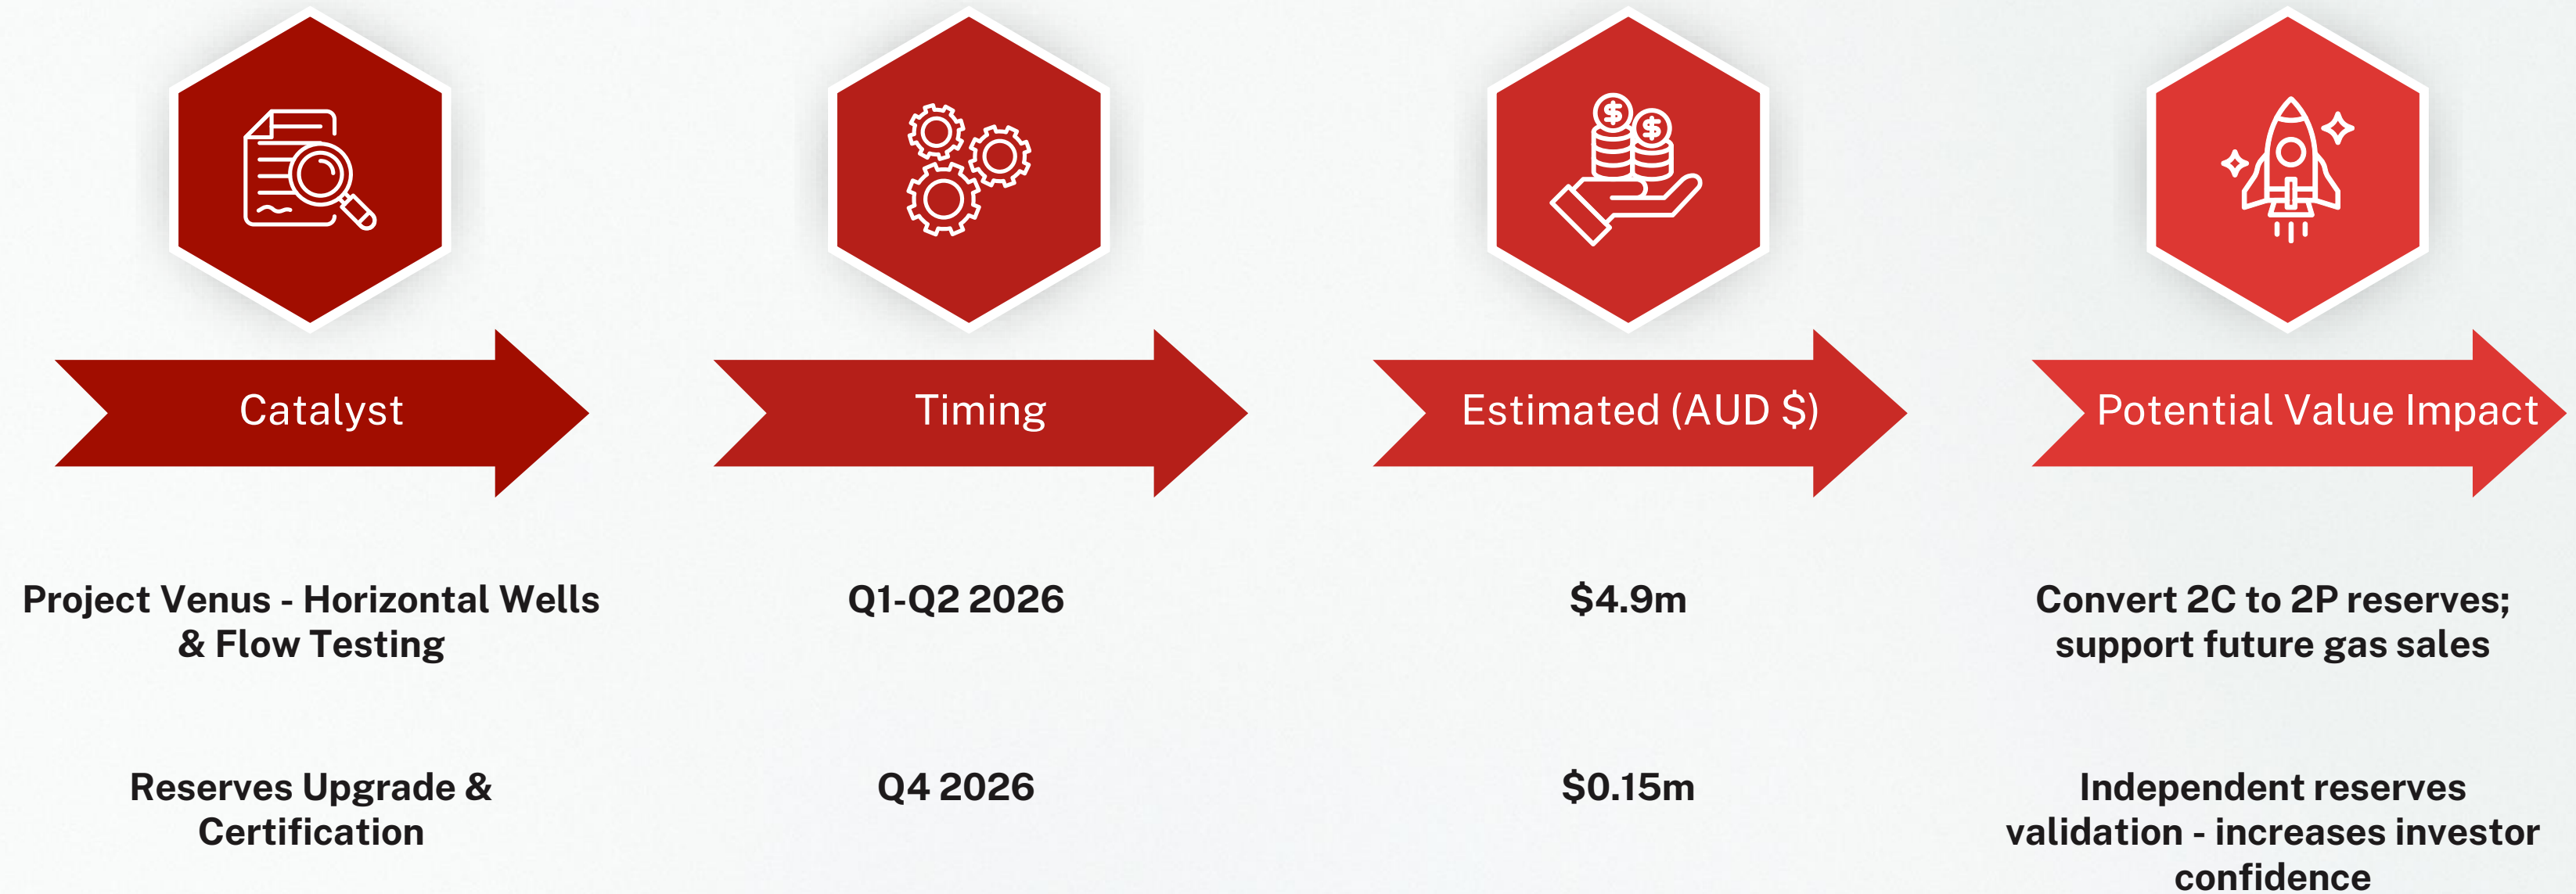 Catalyst
Timing
Estimated (AUD $)
Potential Value Impact
Project Venus - Horizontal Wells
& Flow Testing
Q1-Q2 2026
$4.9m
Convert 2C to 2P reserves;
support future gas sales
Reserves Upgrade &
Certification
Q4 2026
$0.15m
Independent reserves
validation - increases investor
confidence